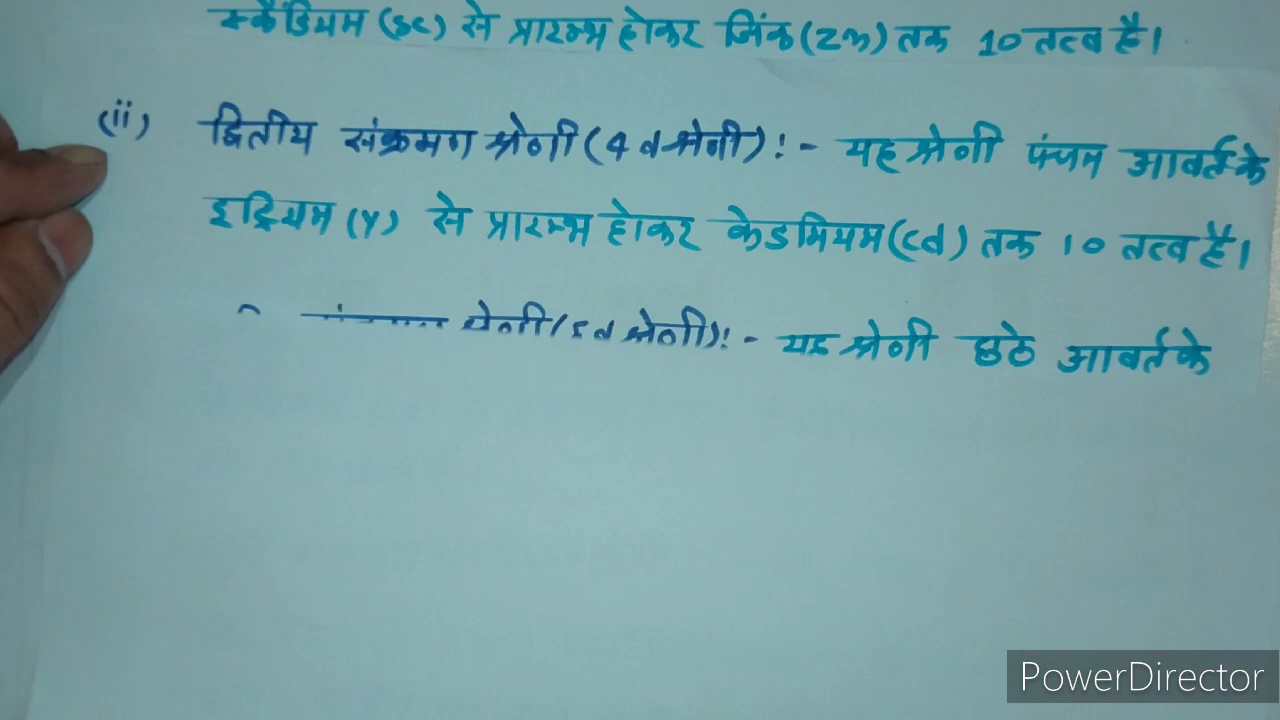 स्कैंडियम (Sc) से प्रारम्भ होकर जिंक (Zn) तक 10 तत्व है।
(ii) द्वितीय संक्रमण श्रेणी (4d श्रेणी) :- यह श्रेणी पंजम आवर्त के
इट्रियम (Y) से प्रारम्भ होकर केडमियम (Cd) तक 10 तत्व है।
श्रेणी (5d श्रेणी) :- यह श्रेणी छठे आवर्त के
PowerDirector